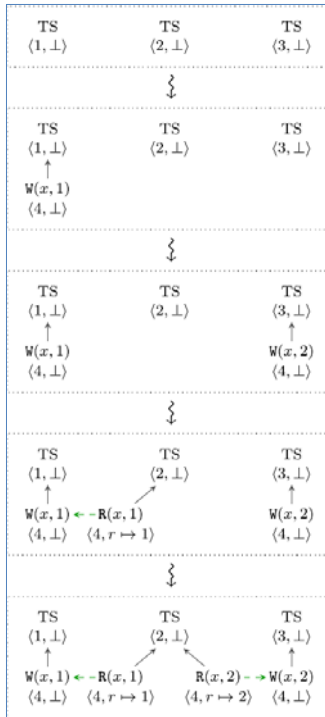 TS TS TS
⟨1, ⊥⟩ ⟨2, ⊥⟩ ⟨3, ⊥⟩
TS TS TS
⟨1, ⊥⟩ ⟨2, ⊥⟩ ⟨3, ⊥⟩
W(x, 1)
⟨4, ⊥⟩
TS TS TS
⟨1, ⊥⟩ ⟨2, ⊥⟩ ⟨3, ⊥⟩
W(x, 1) W(x, 2)
⟨4, ⊥⟩ ⟨4, ⊥⟩
TS TS TS
⟨1, ⊥⟩ ⟨2, ⊥⟩ ⟨3, ⊥⟩
W(x, 1) R(x, 1) W(x, 2)
⟨4, ⊥⟩ ⟨4, r ↦ 1⟩ ⟨4, ⊥⟩
TS TS TS
⟨1, ⊥⟩ ⟨2, ⊥⟩ ⟨3, ⊥⟩
W(x, 1) R(x, 1) R(x, 2) W(x, 2)
⟨4, ⊥⟩ ⟨4, r ↦ 1⟩ ⟨4, r ↦ 2⟩ ⟨4, ⊥⟩